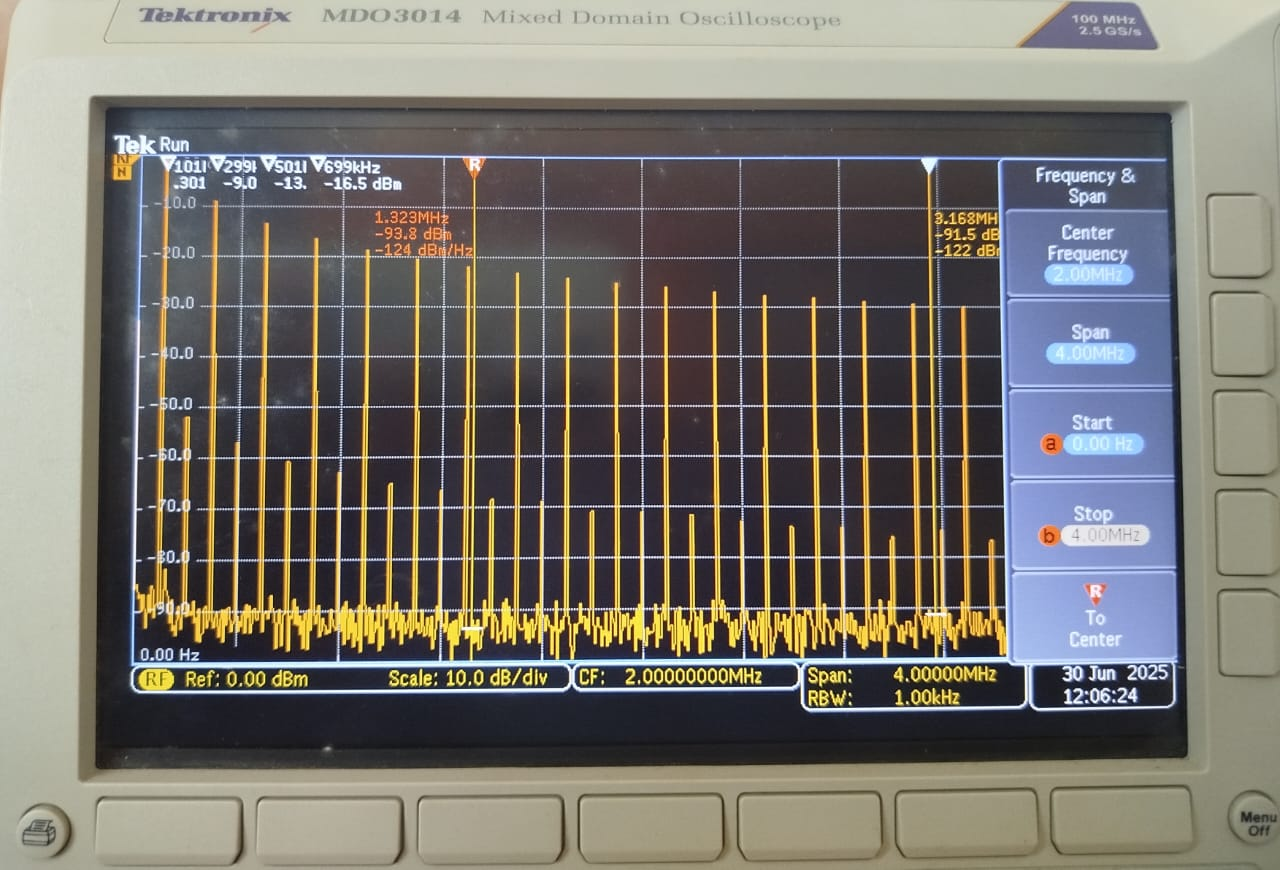 Tektronix MDO3014 Mixed Domain Oscilloscope
100 MHz
2.5 GS/s
Tek Run
RF
N
101l 299l 501l 699kHz
.301 -9.0 -13. -16.5 dBm
R
-10.0
-20.0
-30.0
-40.0
-50.0
-60.0
-70.0
-80.0
-90.0
1.323MHz
-93.8 dBm
-124 dBm/Hz
3.168MH
-91.5 dB
-122 dBm
0.00 Hz
Frequency &
Span
Center
Frequency
2.00MHz
Span
4.00MHz
Start
a 0.00 Hz
Stop
b 4.00MHz
R
To
Center
RF Ref: 0.00 dBm Scale: 10.0 dB/div
CF: 2.00000000MHz
Span: 4.00000MHz
RBW: 1.00kHz
30 Jun 2025
12:06:24
Menu
Off